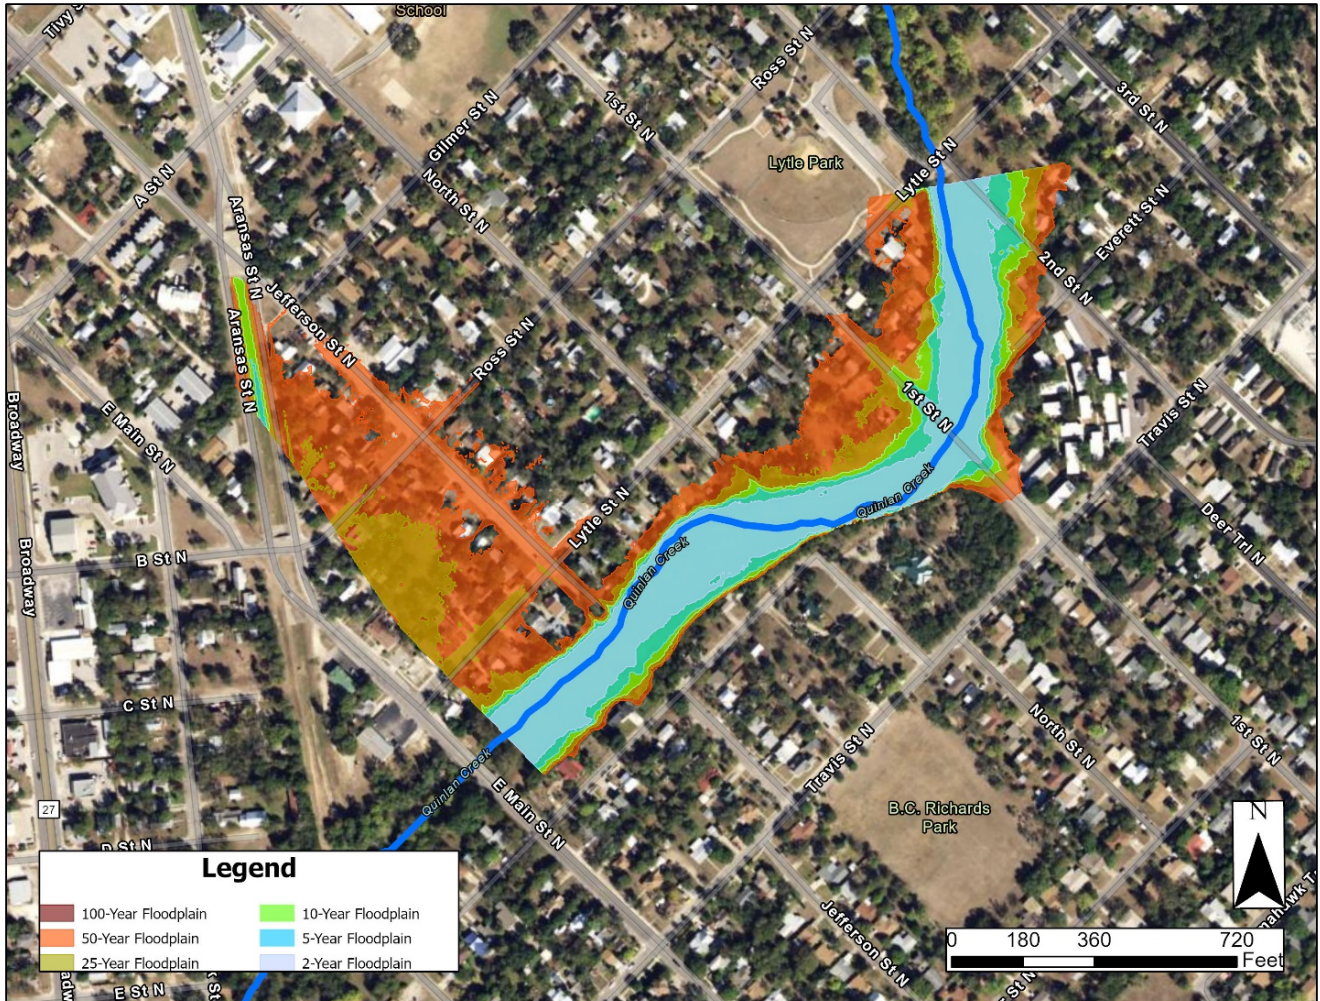 School
Tivy S
Ross St N
3rd St N
1st St N
Gilmer St N
Lytle St N
Lytle Park
A St N
North St N
Everett St N
Aransas St N
2nd St N
Jefferson St N
Aransas St N
Ross St N
Travis St N
Broadway
E Main St N
1st St N
Quinlan Creek
Lytle St N
Deer Trl N
Broadway
B St N
Quinlan Creek
C St N
North St N
1st St N
Travis St N
Quinlan Creek
E Main St N
B.C. Richards
Park
27
N
D St N
Legend
100-Year Floodplain
50-Year Floodplain
25-Year Floodplain
10-Year Floodplain
5-Year Floodplain
2-Year Floodplain
Jefferson St N
0 180 360 720
Feet
E St N